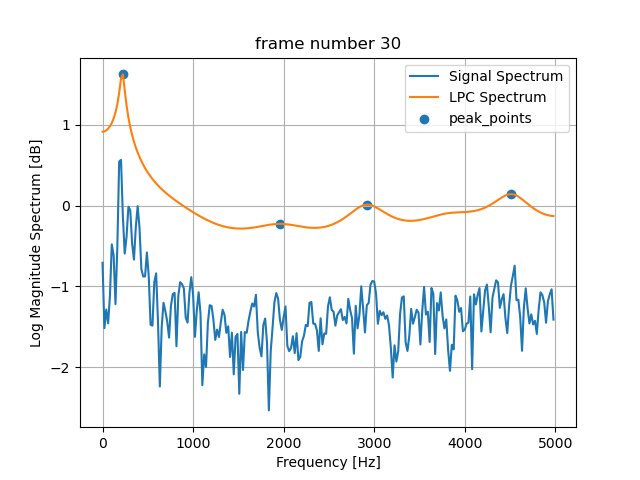 frame number 30
Signal Spectrum
LPC Spectrum
peak_points
Log Magnitude Spectrum [dB]
1
0
−1
−2
0 1000 2000 3000 4000 5000
Frequency [Hz]